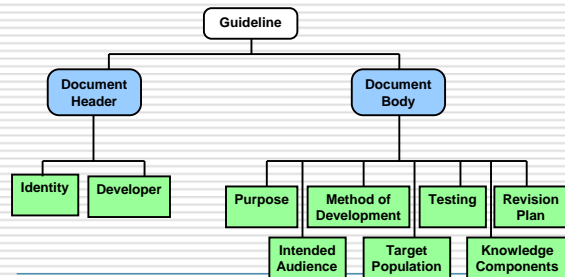 Guideline
Document
Header
Document
Body
Identity
Developer
Purpose
Method of
Development
Testing
Revision
Plan
Intended
Audience
Target
Population
Knowledge
Components